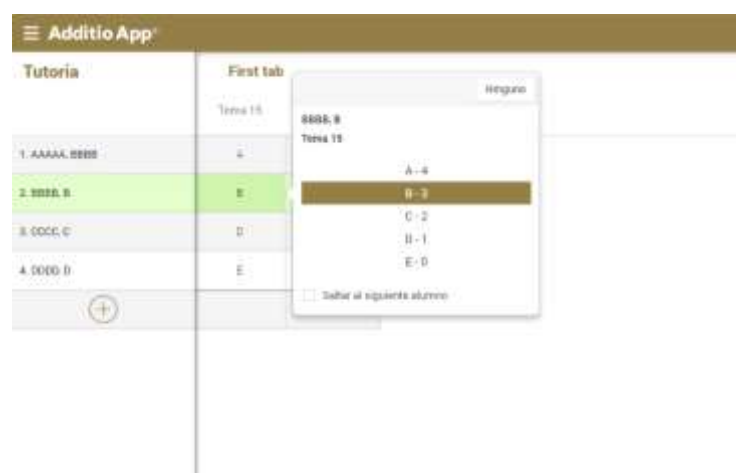 Additio App
Tutoria
First tab
Ninguno
Tema 15
BBBB, B
Tema 15
1. AAAAA, BBBB
A
A - 4
2. BBBB, B
B
B - 3
C - 2
3. CCCC, C
D
D - 1
4. DDDD, D
E
E - 0
Saltar al siguiente alumno